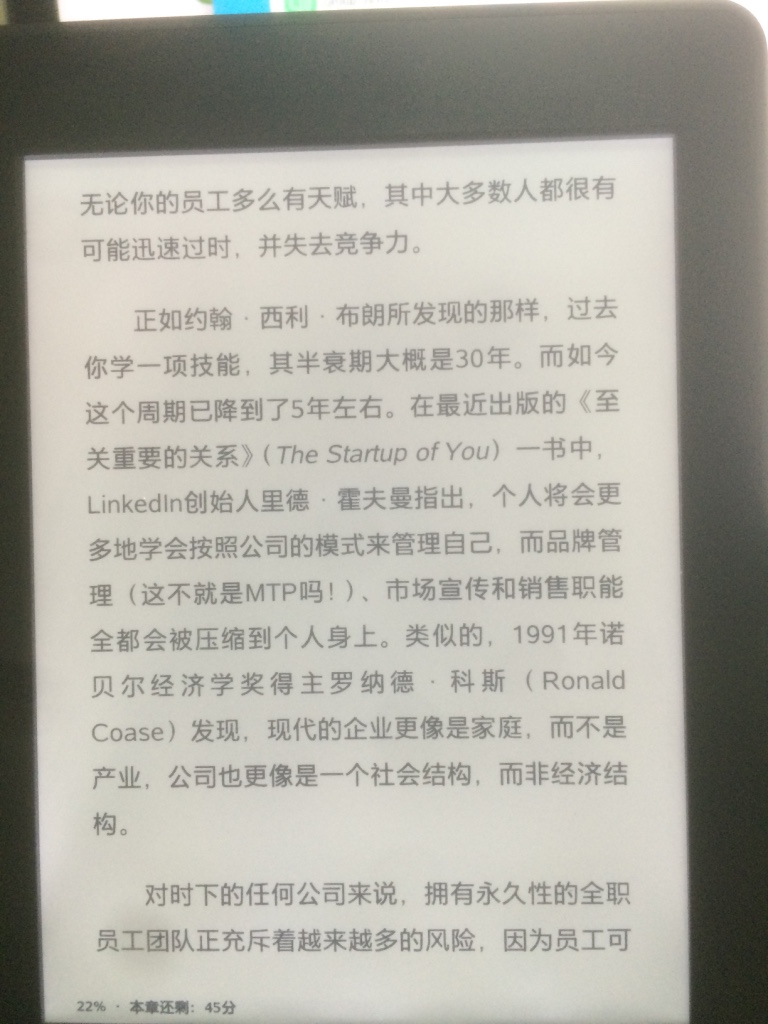 无论你的员工多么有天赋，其中大多数人都很有
可能迅速过时，并失去竞争力。
正如约翰·西利·布朗所发现的那样，过去
你学一项技能，其半衰期大概是30年。而如今
这个周期已降到了5年左右。在最近出版的《至
关重要的关系》（The Startup of You）一书中，
LinkedIn创始人里德·霍夫曼指出，个人将会更
多地学会按照公司的模式来管理自己，而品牌管
理（这不就是MTP吗！）、市场宣传和销售职能
全都会被压缩到个人身上。类似的，1991年诺
贝尔经济学奖得主罗纳德·科斯（Ronald
Coase）发现，现代的企业更像是家庭，而不是
产业，公司也更像是一个社会结构，而非经济结
构。
对时下的任何公司来说，拥有永久性的全职
员工团队正充斥着越来越多的风险，因为员工可
22% · 本章还剩：45分